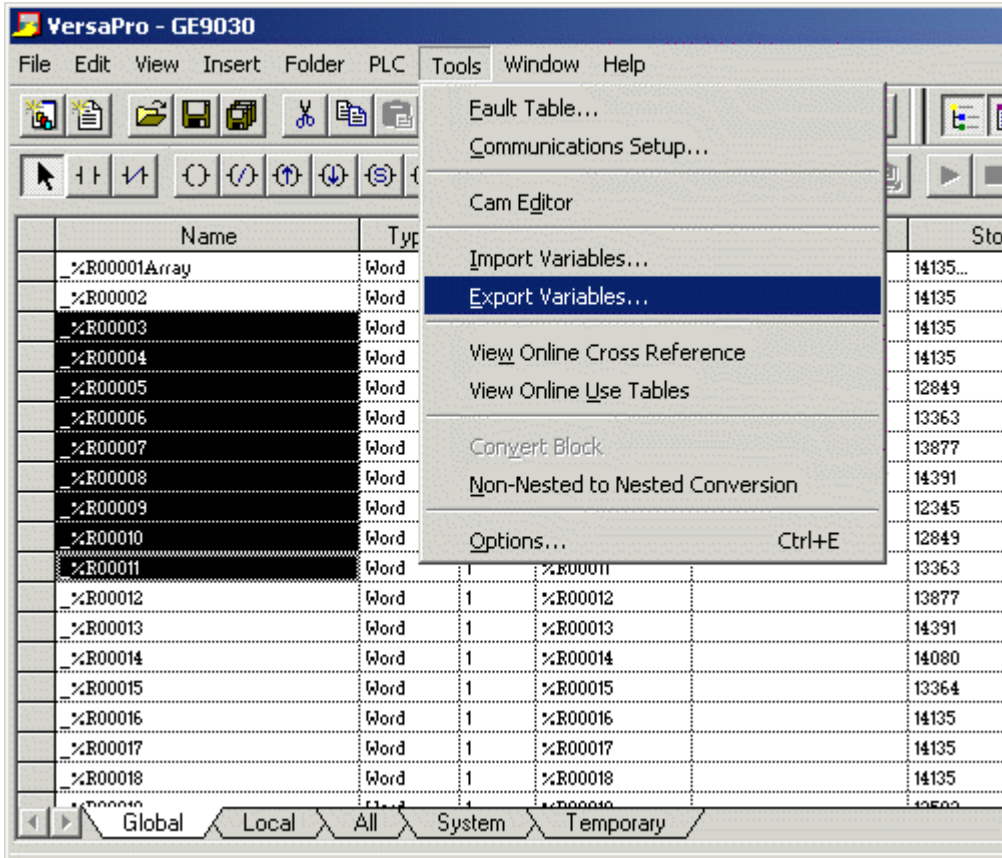 VersaPro - GE9030
File Edit View Insert Folder PLC Tools Window Help
Fault Table...
Communications Setup...
Cam Editor
Import Variables...
Export Variables...
View Online Cross Reference
View Online Use Tables
Convert Block
Non-Nested to Nested Conversion
Options... Ctrl+E
Name Typ Sto
_%R00001Array Word 14135...
_%R00002 Word 14135
_%R00003 Word 14135
_%R00004 Word 14135
_%R00005 Word 12849
_%R00006 Word 13363
_%R00007 Word 13877
_%R00008 Word 14391
_%R00009 Word 12345
_%R00010 Word 12849
_%R00011 Word 1 %R00011 13363
_%R00012 Word 1 %R00012 13877
_%R00013 Word 1 %R00013 14391
_%R00014 Word 1 %R00014 14080
_%R00015 Word 1 %R00015 13364
_%R00016 Word 1 %R00016 14135
_%R00017 Word 1 %R00017 14135
_%R00018 Word 1 %R00018 14135
Global Local All System Temporary